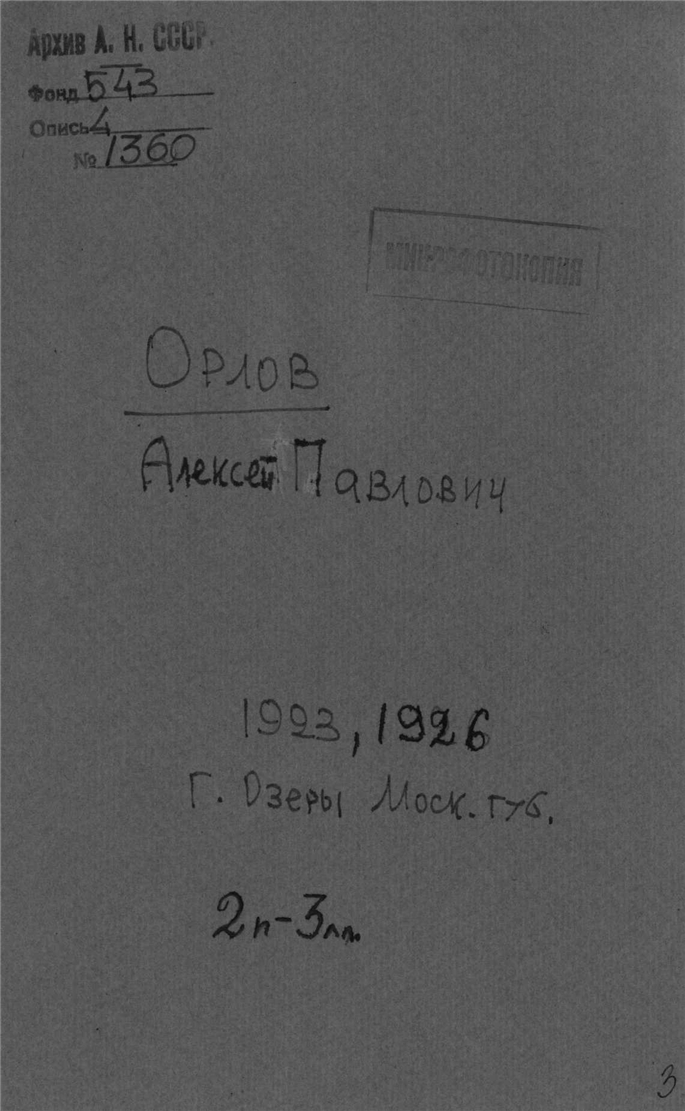 Архив А. Н. СССР.
Фонд 543
Опись 4
№ 1360
МИКРОФОТОКОПИЯ
Орлов
Алексей Павлович
1923, 1926
Г. Озеры Моск. губ.
2п-3лл.
3